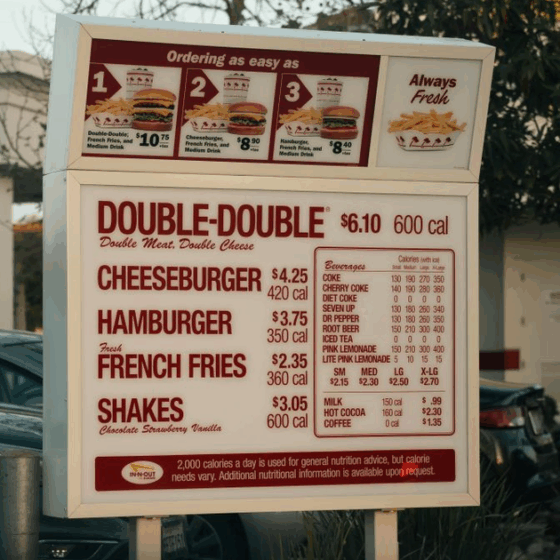 Ordering as easy as
1
Double-Double,
French Fries, and
Medium Drink
$10.75
2
Cheeseburger,
French Fries, and
Medium Drink
$8.90
3
Hamburger,
French Fries, and
Medium Drink
$8.40
Always
Fresh
DOUBLE-DOUBLE® $6.10 600 cal
Double Meat, Double Cheese
CHEESEBURGER $4.25
420 cal
HAMBURGER $3.75
350 cal
Fresh
FRENCH FRIES $2.35
360 cal
SHAKES $3.05
Chocolate Strawberry Vanilla 600 cal
Beverages
Calories
Small Medium Large X-Large
COKE 130 190 270 350
CHERRY COKE 140 190 280 360
DIET COKE 0 0 0 0
SEVEN UP 130 180 260 340
DR PEPPER 130 180 260 350
ROOT BEER 150 210 300 400
ICED TEA 0 0 0 0
PINK LEMONADE 150 210 300 400
LITE PINK LEMONADE 5 10 15 15
SM MED LG X-LG
$2.15 $2.30 $2.50 $2.70
MILK 150 cal $ .99
HOT COCOA 160 cal $2.30
COFFEE 0 cal $1.35
IN-N-OUT
2,000 calories a day is used for general nutrition advice, but calorie
needs vary. Additional nutritional information is available upon request.